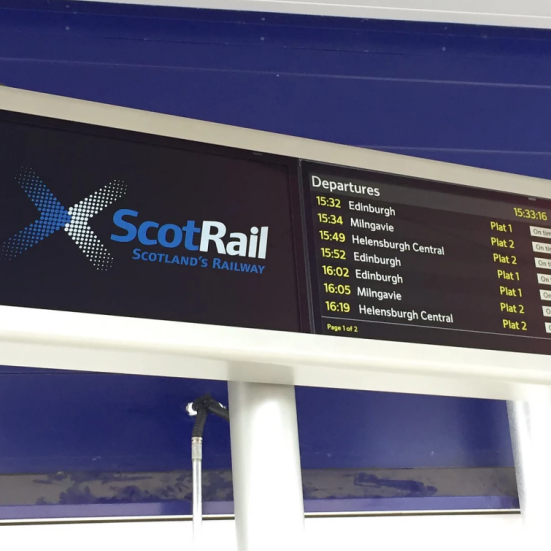 ScotRail
SCOTLAND'S RAILWAY
Departures 15:33:16
15:32 Edinburgh Plat 1 On time
15:34 Milngavie Plat 2 On
15:49 Helensburgh Central Plat 2 On
15:52 Edinburgh Plat 1
16:02 Edinburgh Plat 1
16:05 Milngavie Plat 2
16:19 Helensburgh Central Plat 2
Page 1 of 2